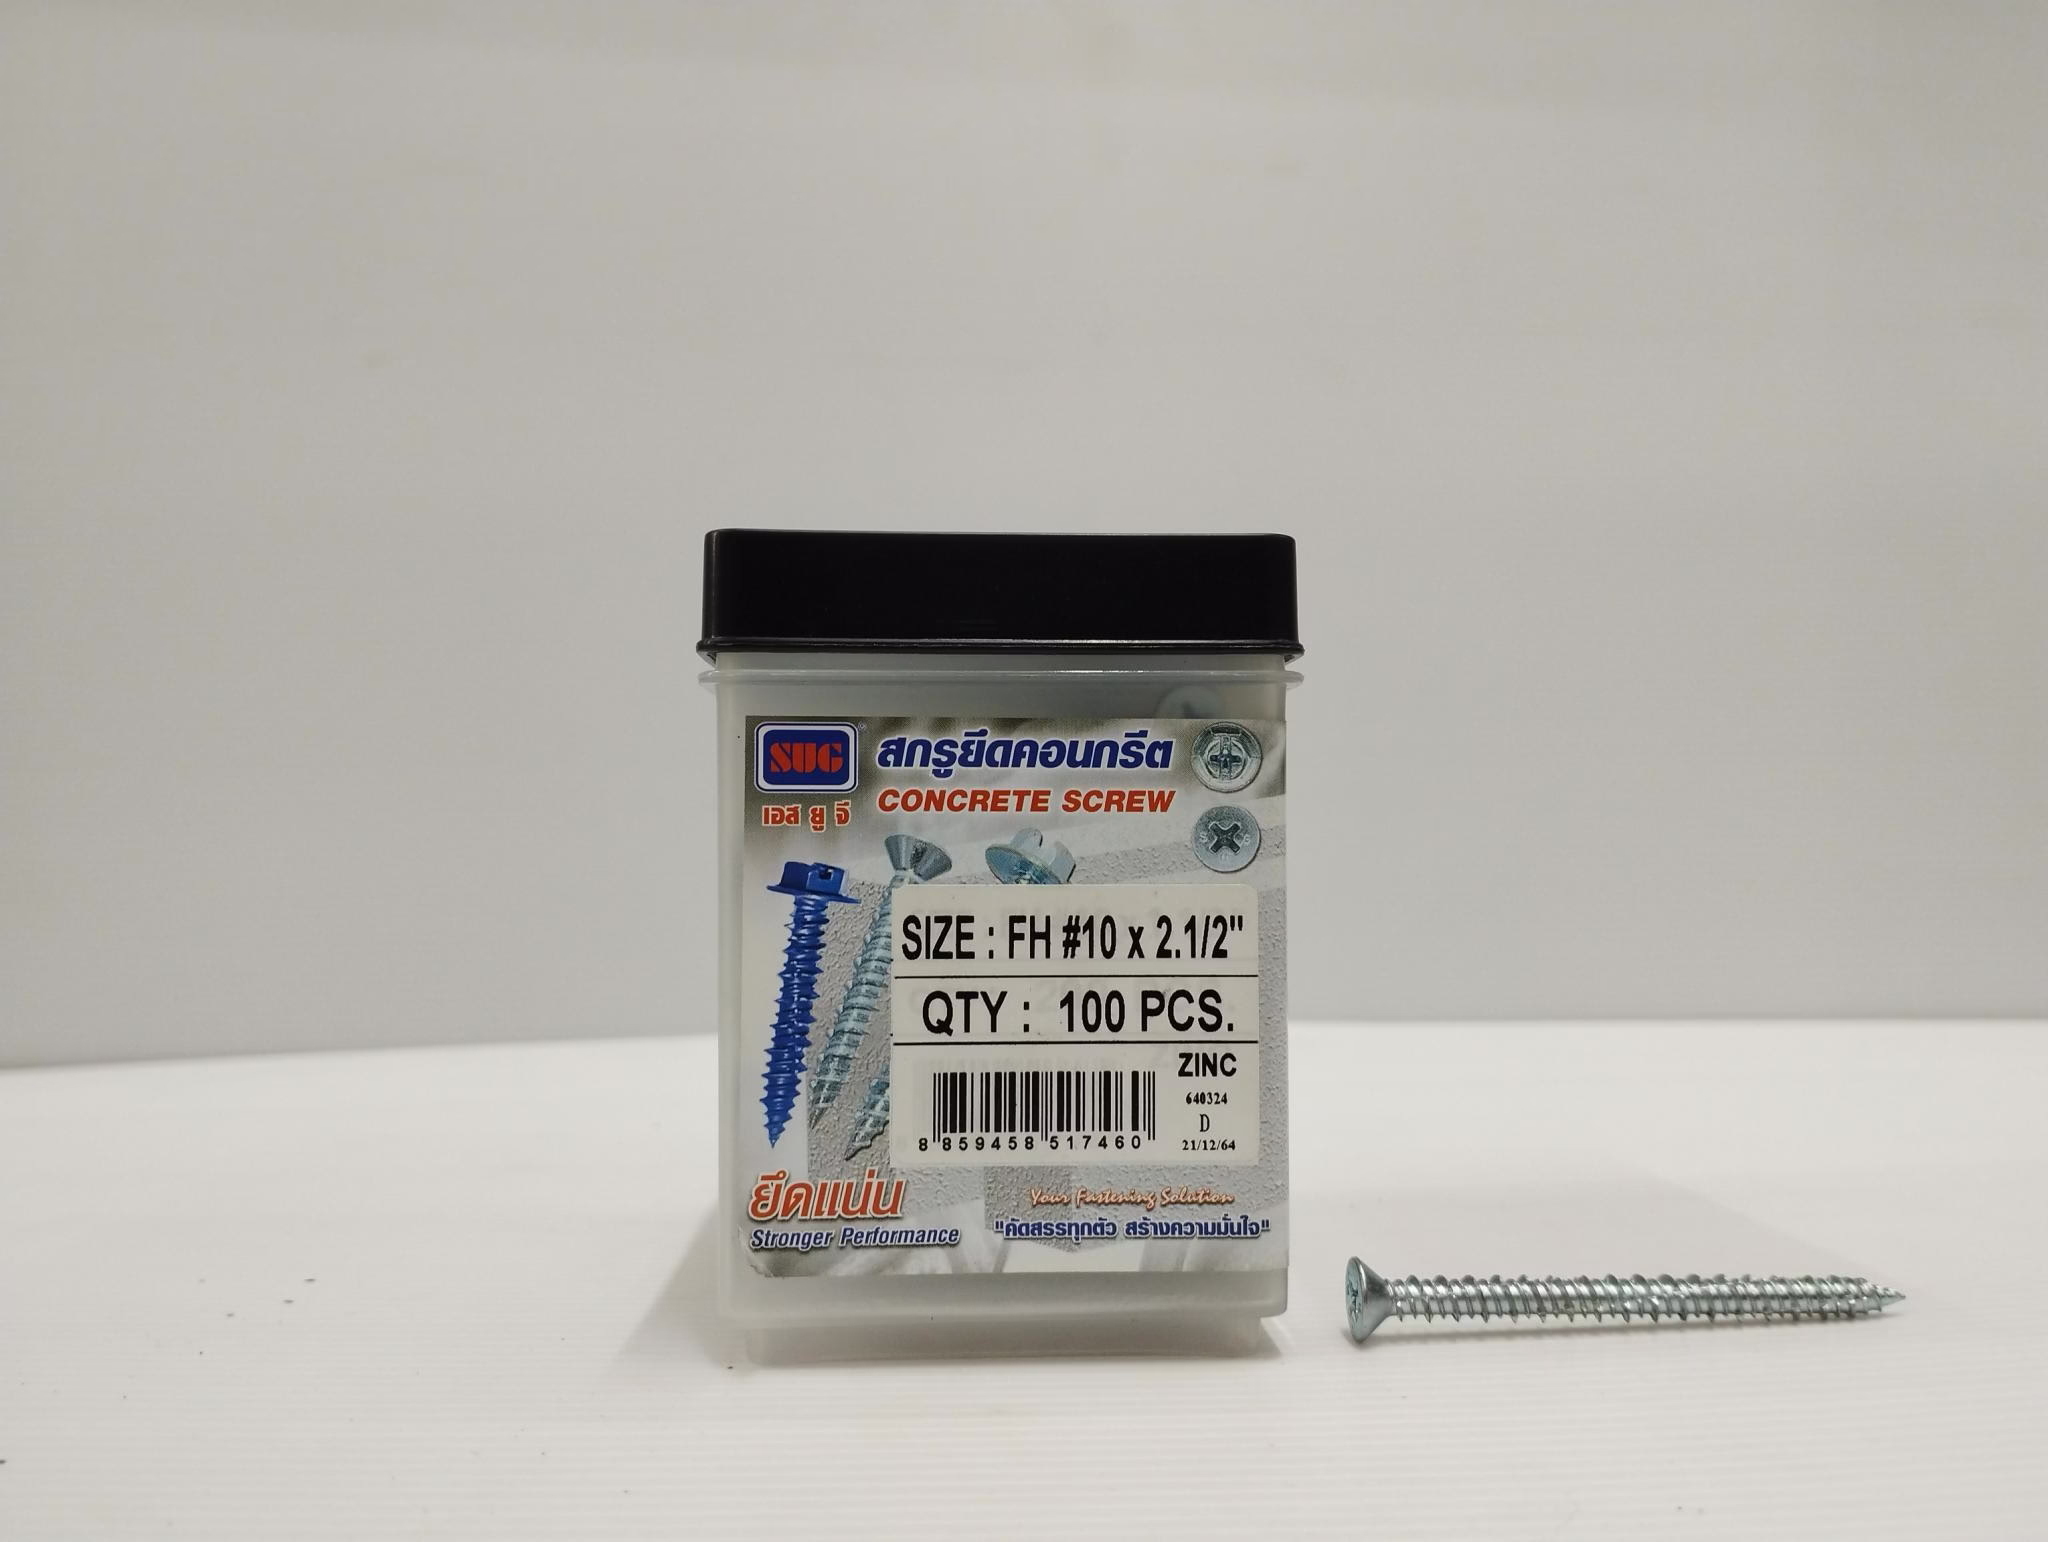 SUG
เอส ยู จี
สกรูยึดคอนกรีต
CONCRETE SCREW
SIZE : FH #10 x 2.1/2"
QTY : 100 PCS.
ZINC
640324
D
21/12/64
8 859458 517460
ยึดแน่น
Stronger Performance
Your Fastening Solution
"คัดสรรทุกตัว สร้างความมั่นใจ"